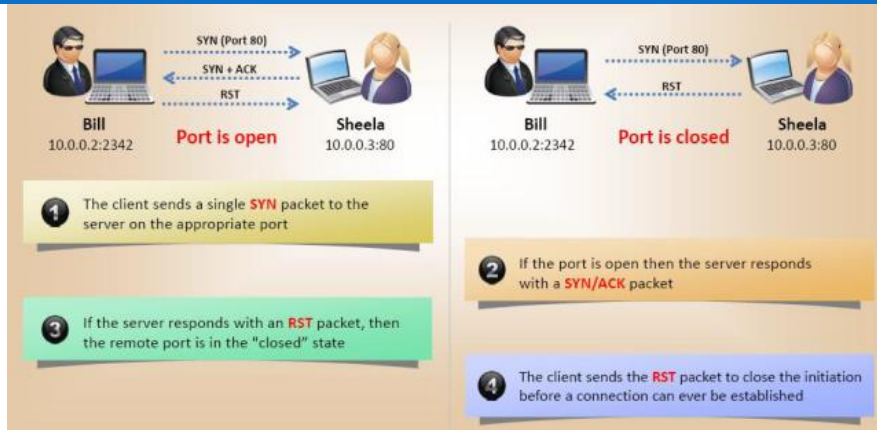 SYN (Port 80)
SYN + ACK
RST
Bill
10.0.0.2:2342
Port is open
Sheela
10.0.0.3:80
SYN (Port 80)
RST
Bill
10.0.0.2:2342
Port is closed
Sheela
10.0.0.3:80
1
The client sends a single SYN packet to the
server on the appropriate port
2
If the port is open then the server responds
with a SYN/ACK packet
3
If the server responds with an RST packet, then
the remote port is in the "closed" state
4
The client sends the RST packet to close the initiation
before a connection can ever be established